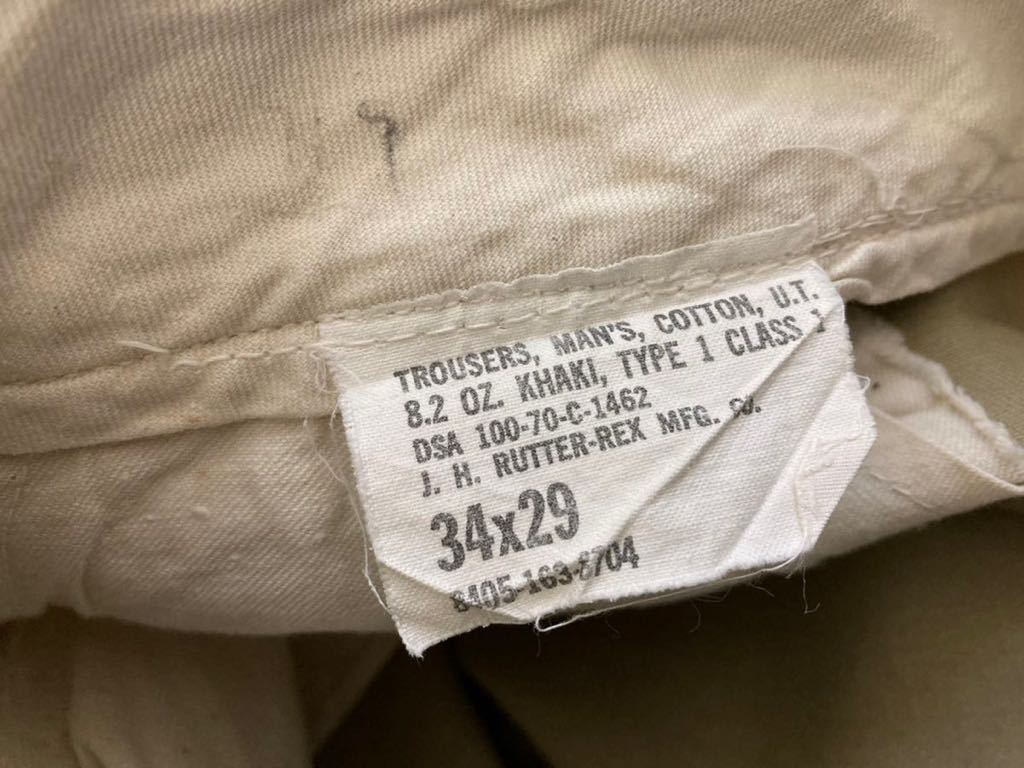 TROUSERS, MAN'S, COTTON, U.T.
8.2 OZ. KHAKI, TYPE 1 CLASS 1
DSA 100-70-C-1462
J. H. RUTTER-REX MFG. CO.
34x29
8405-163-8704